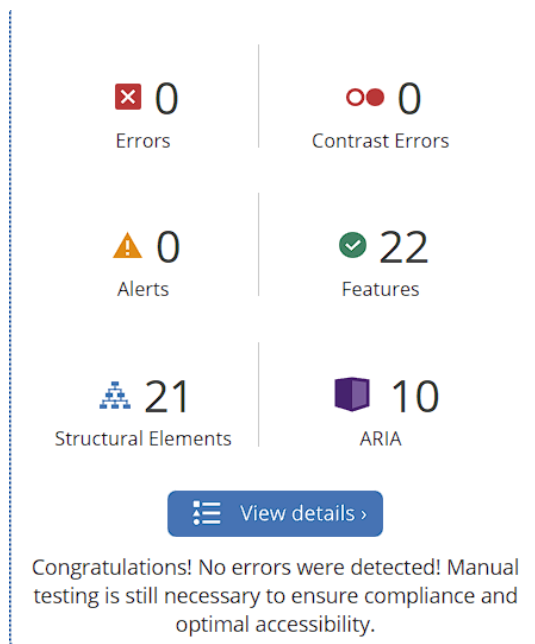 0
Errors
0
Contrast Errors
0
Alerts
22
Features
21
Structural Elements
10
ARIA
View details ›
Congratulations! No errors were detected! Manual
testing is still necessary to ensure compliance and
optimal accessibility.